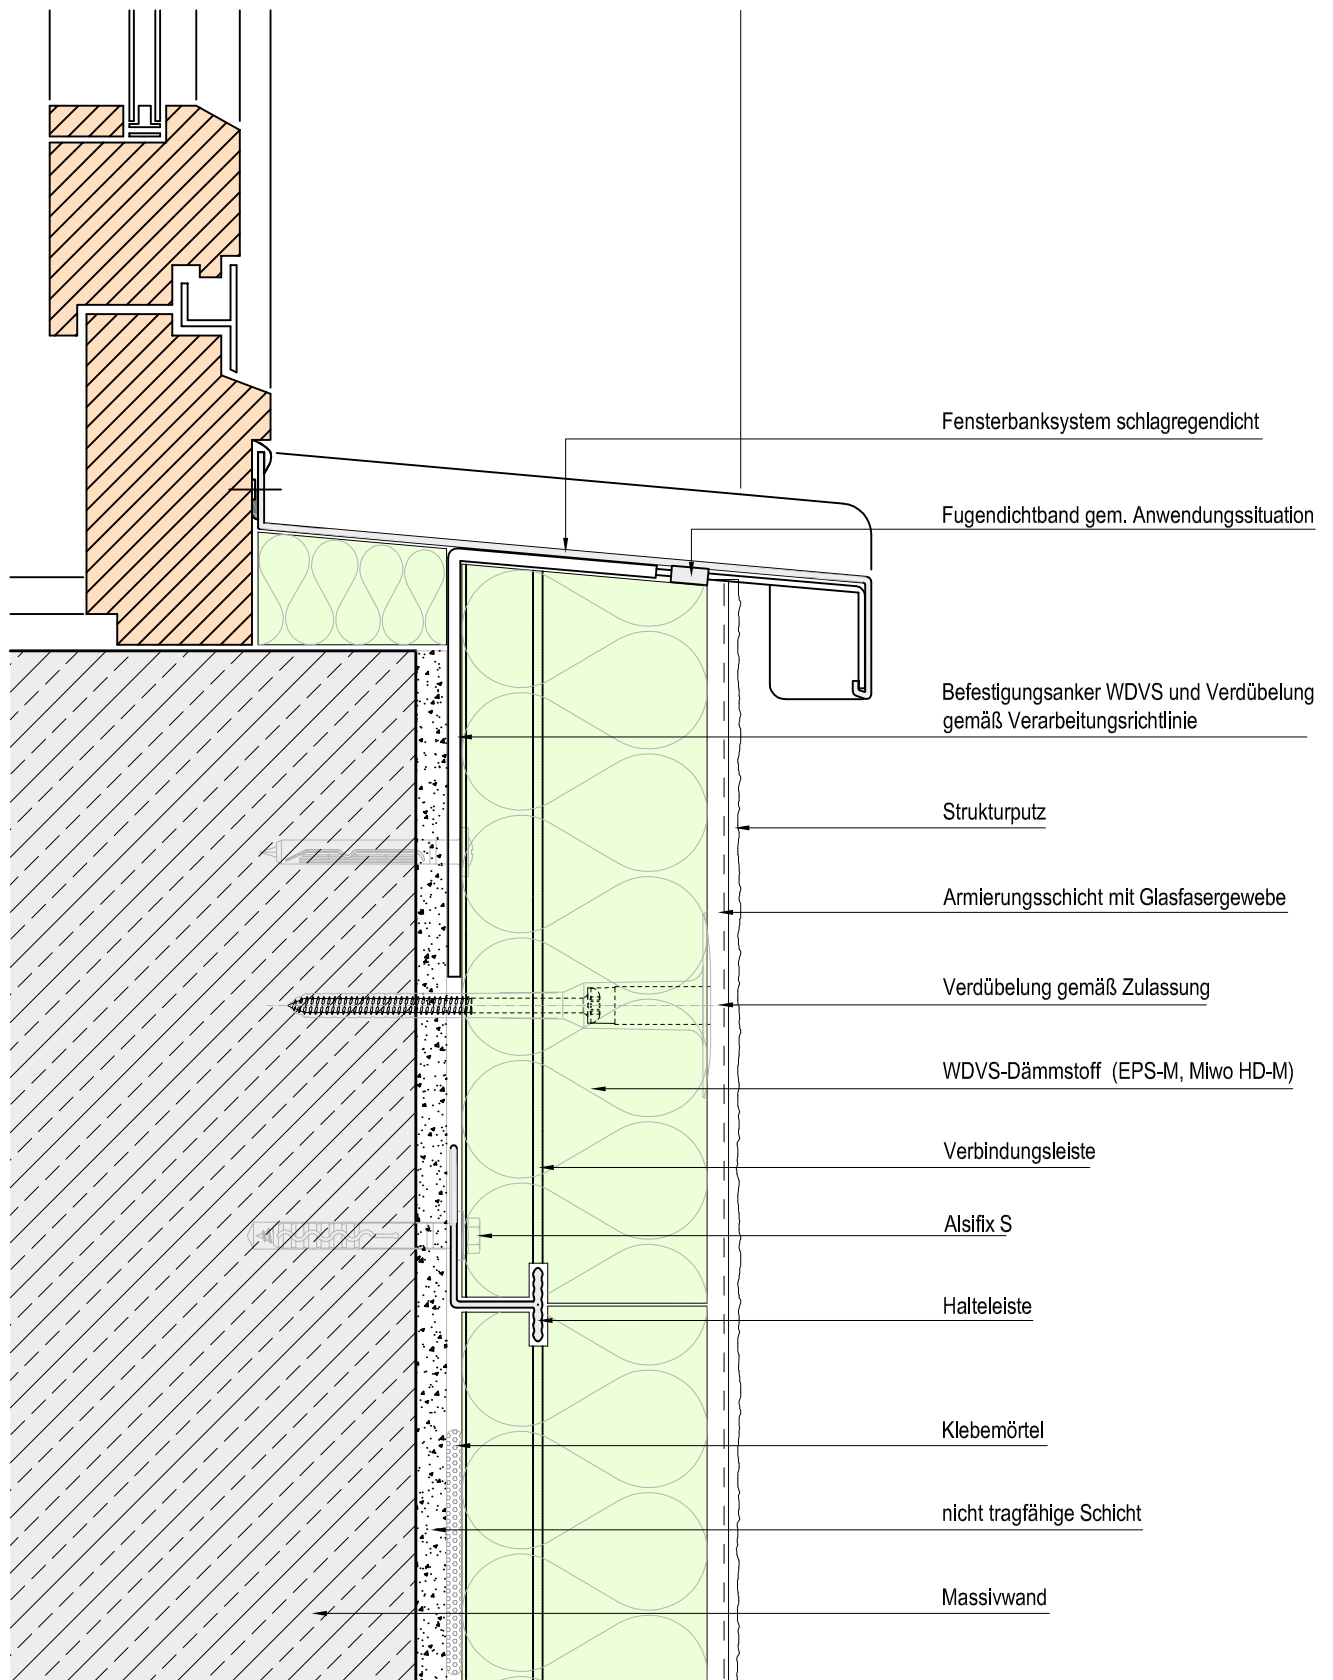 Fensterbanksystem schlagregendicht
Fugendichtband gem. Anwendungssituation
Befestigungsanker WDVS und Verdübelung
gemäß Verarbeitungsrichtlinie
Strukturputz
Armierungsschicht mit Glasfasergewebe
Verdübelung gemäß Zulassung
WDVS-Dämmstoff (EPS-M, Miwo HD-M)
Verbindungsleiste
Alsifix S
Halteleiste
Klebemörtel
nicht tragfähige Schicht
Massivwand